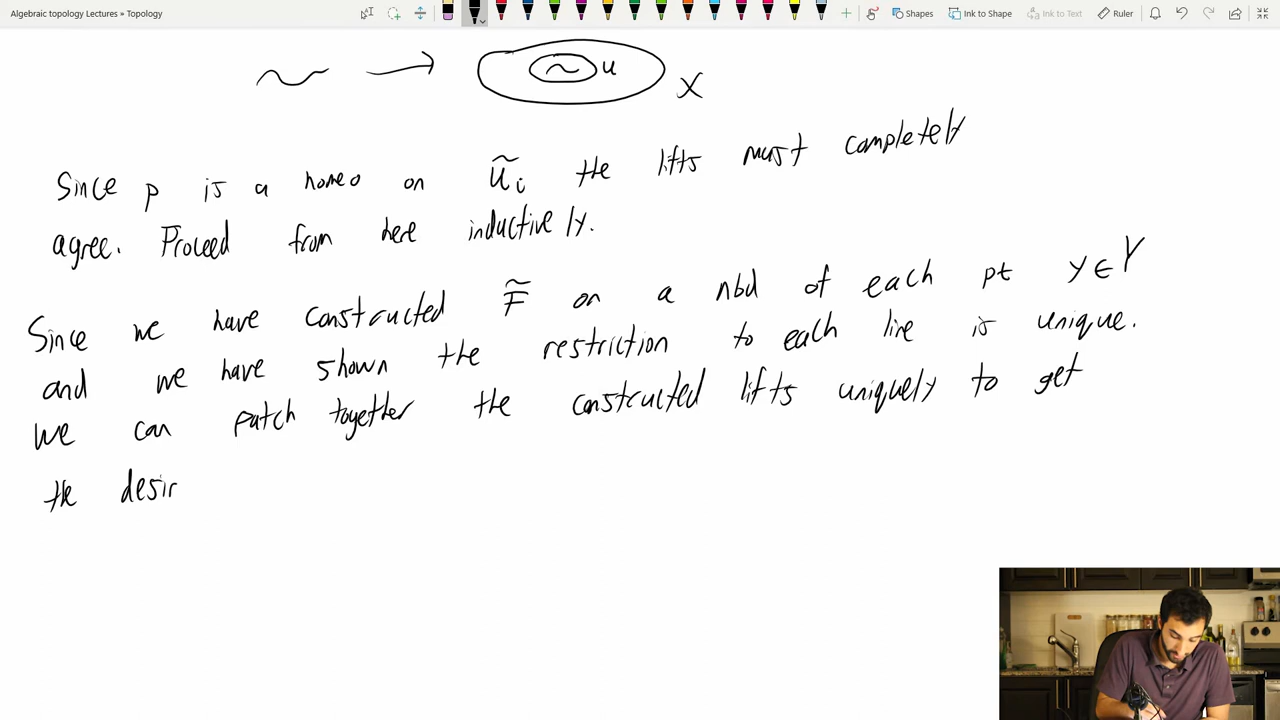 Algebraic topology Lectures » Topology
Shapes Ink to Shape Ink to Text Ruler
u
X
Since p is a homeo on Ũᵢ the lifts must completely
agree. Proceed from here inductively.
Since we have constructed F̃ on a nbd of each pt y ∈ Y
and we have shown the restriction to each line is unique.
we can patch together the constructed lifts uniquely to get
the desir